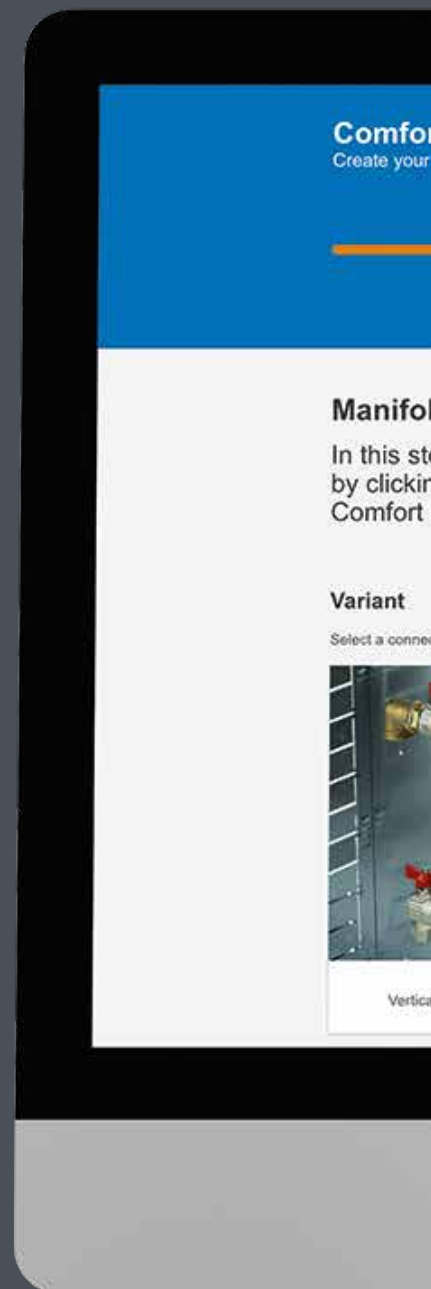 Comfor
Create your
Manifol
In this ste
by clickin
Comfort
Variant
Select a connec
Vertica